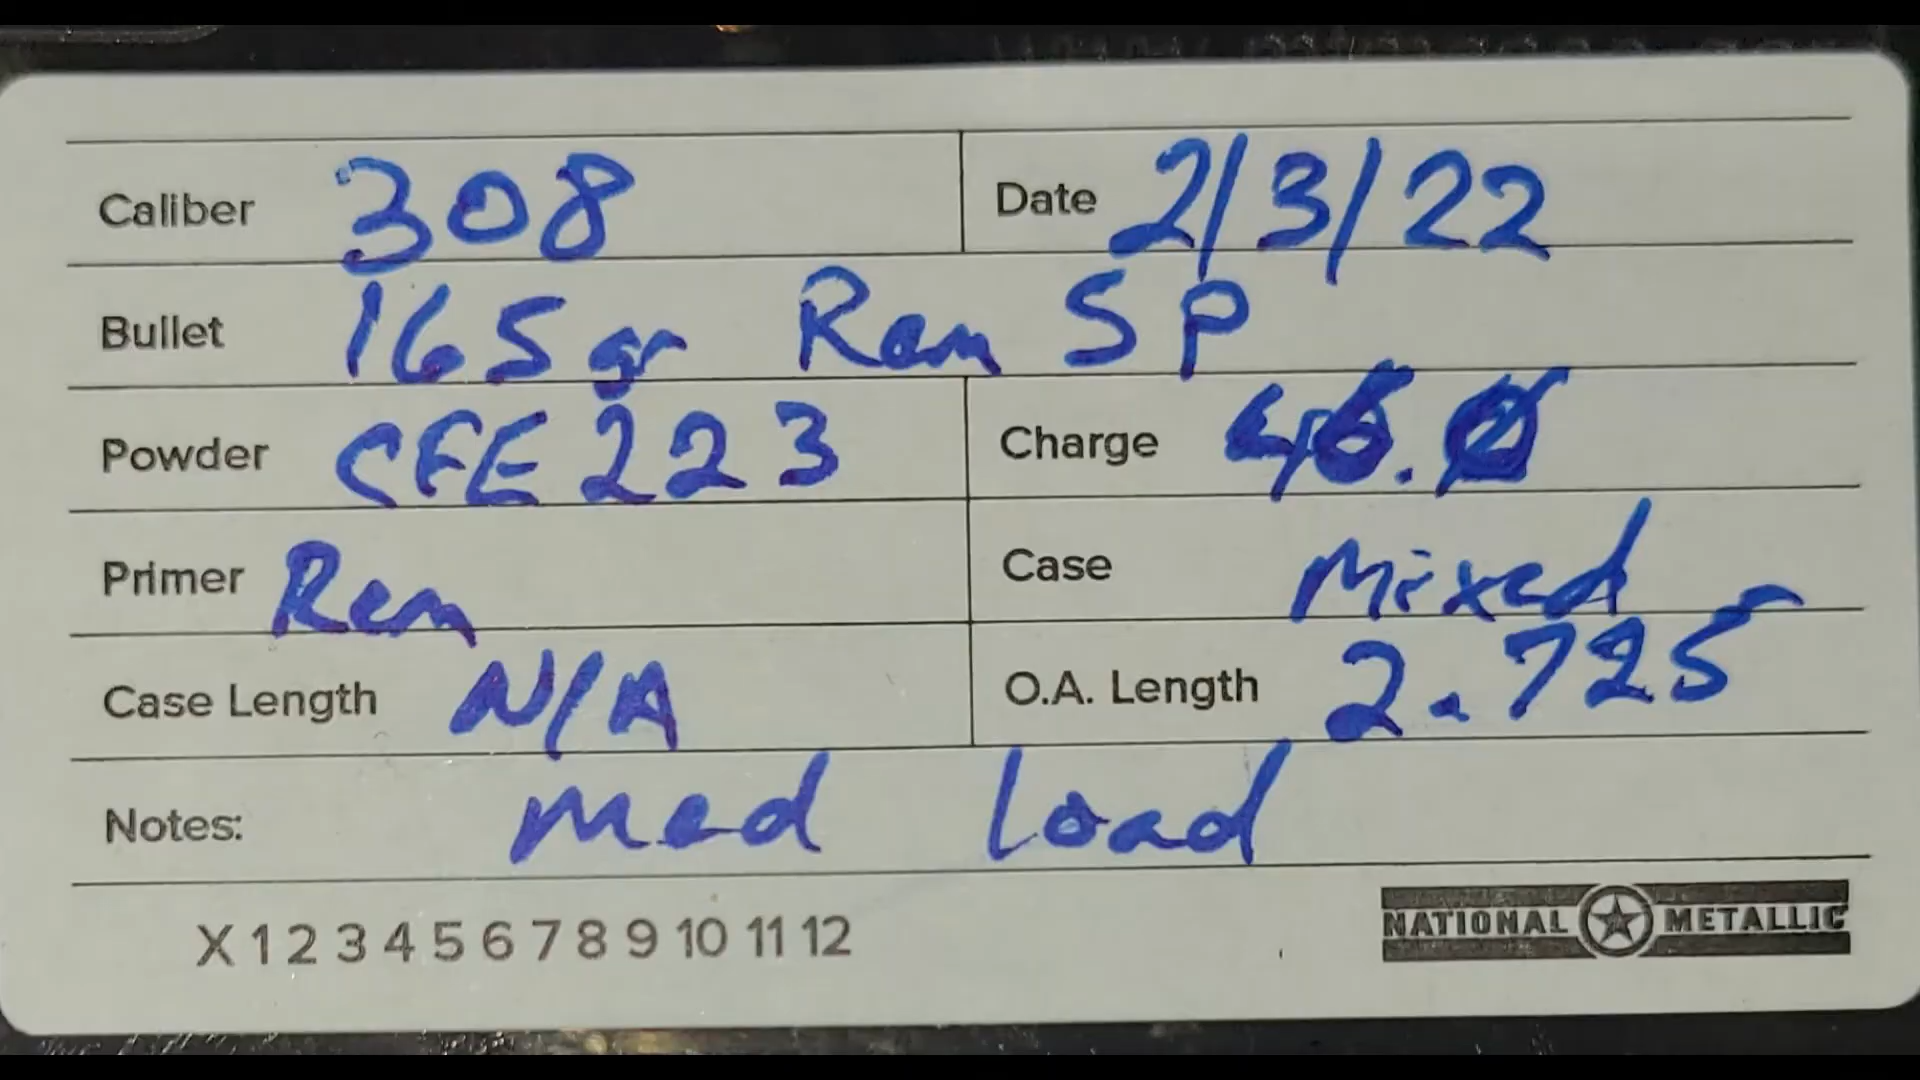 Caliber 308 Date 2/3/22
Bullet 165 gr Rem SP
Powder CFE 223 Charge
Primer Rem Case Mixed
Case Length N/A O.A. Length 2.725
Notes: Med load
X 1 2 3 4 5 6 7 8 9 10 11 12
NATIONAL METALLIC